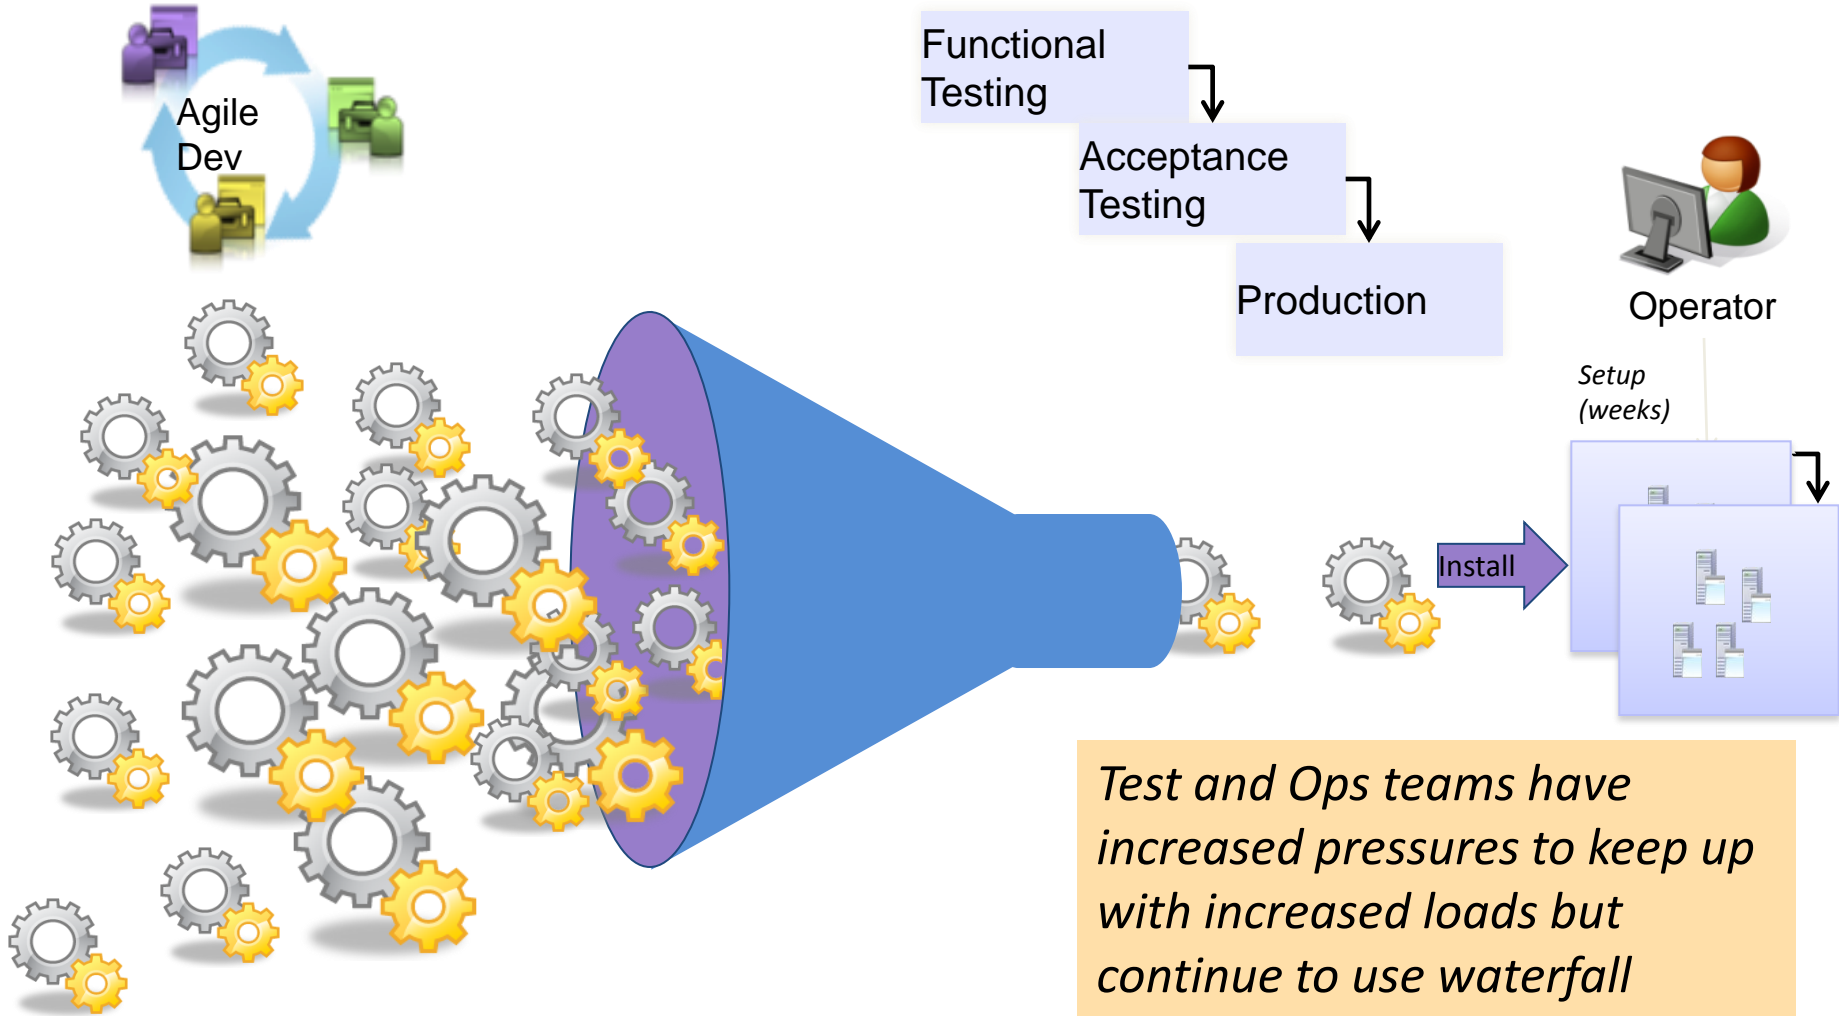 Agile
Dev
Functional
Testing
Acceptance
Testing
Production
Operator
Setup
(weeks)
Install
Test and Ops teams have
increased pressures to keep up
with increased loads but
continue to use waterfall